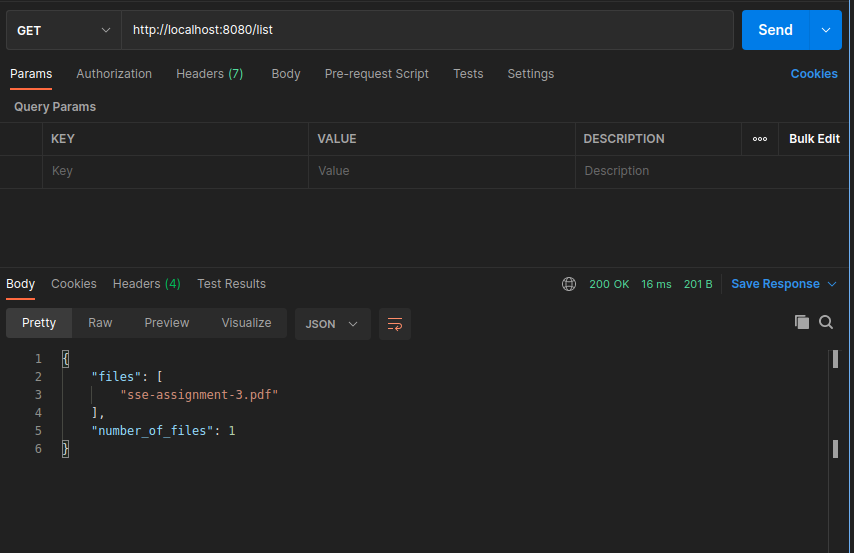 GET http://localhost:8080/list Send
Params Authorization Headers (7) Body Pre-request Script Tests Settings Cookies
Query Params
KEY VALUE DESCRIPTION ooo Bulk Edit
Key Value Description
Body Cookies Headers (4) Test Results 200 OK 16 ms 201 B Save Response
Pretty Raw Preview Visualize JSON
1 {
2 "files": [
3 "sse-assignment-3.pdf"
4 ],
5 "number_of_files": 1
6 }